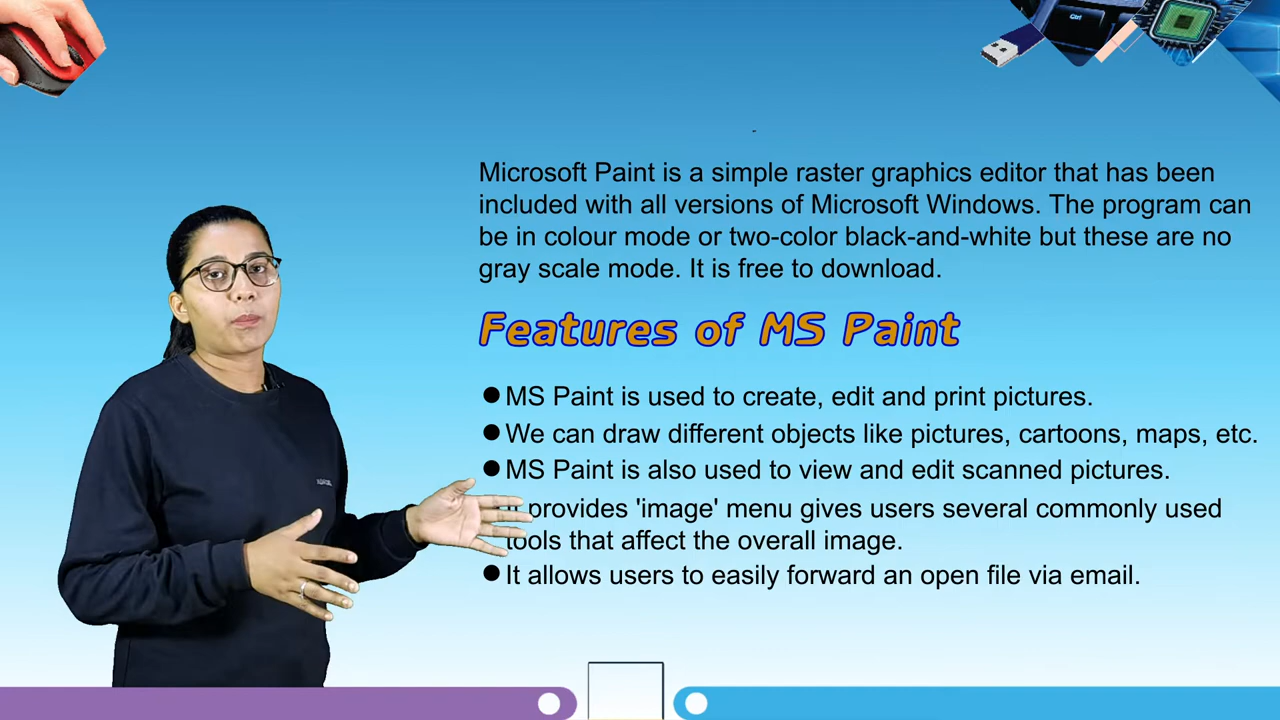 Ctrl
Microsoft Paint is a simple raster graphics editor that has been
included with all versions of Microsoft Windows. The program can
be in colour mode or two-color black-and-white but these are no
gray scale mode. It is free to download.
Features of MS Paint
●MS Paint is used to create, edit and print pictures.
●We can draw different objects like pictures, cartoons, maps, etc.
●MS Paint is also used to view and edit scanned pictures.
It provides 'image' menu gives users several commonly used
tools that affect the overall image.
●It allows users to easily forward an open file via email.